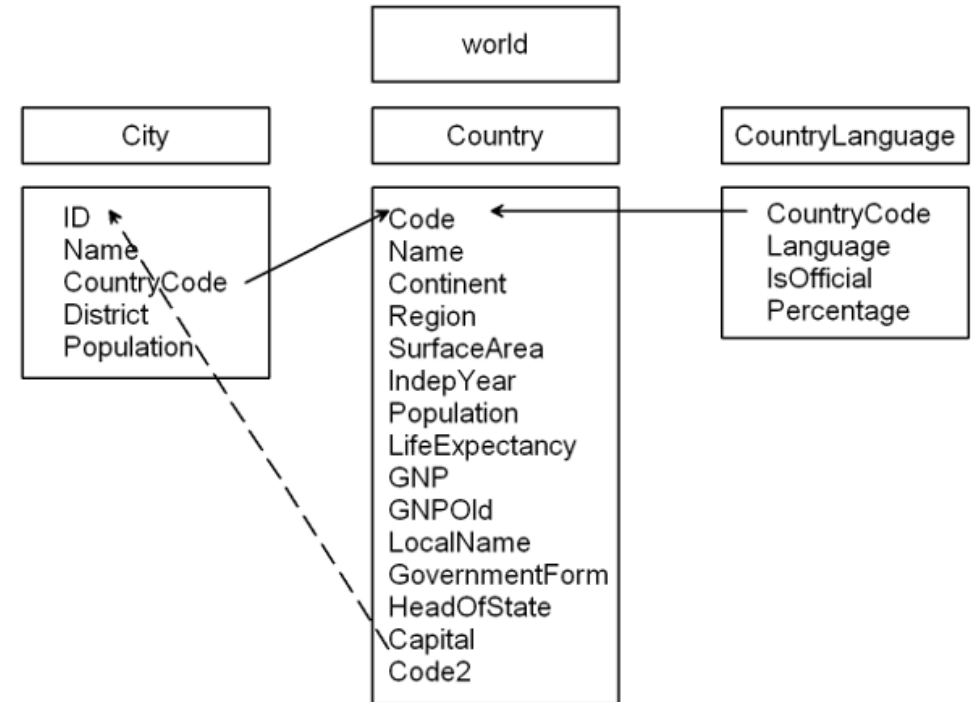 world
City
Country
CountryLanguage
ID
Name
CountryCode
District
Population
Code
Name
Continent
Region
SurfaceArea
IndepYear
Population
LifeExpectancy
GNP
GNPOld
LocalName
GovernmentForm
HeadOfState
Capital
Code2
CountryCode
Language
IsOfficial
Percentage